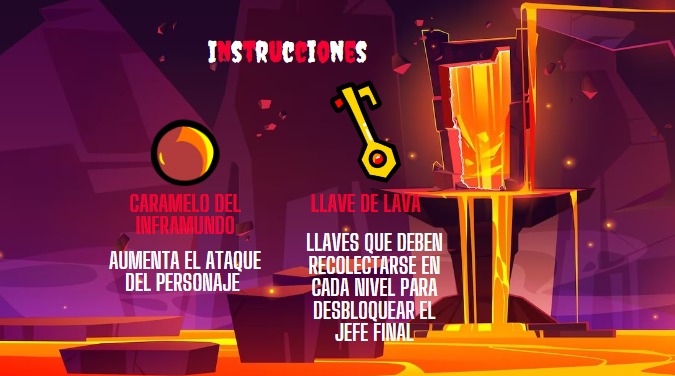 INSTRUCCIONES
CARAMELO DEL
INFRAMUNDO
AUMENTA EL ATAQUE
DEL PERSONAJE
LLAVE DE LAVA
LLAVES QUE DEBEN
RECOLECTARSE EN
CADA NIVEL PARA
DESBLOQUEAR EL
JEFE FINAL